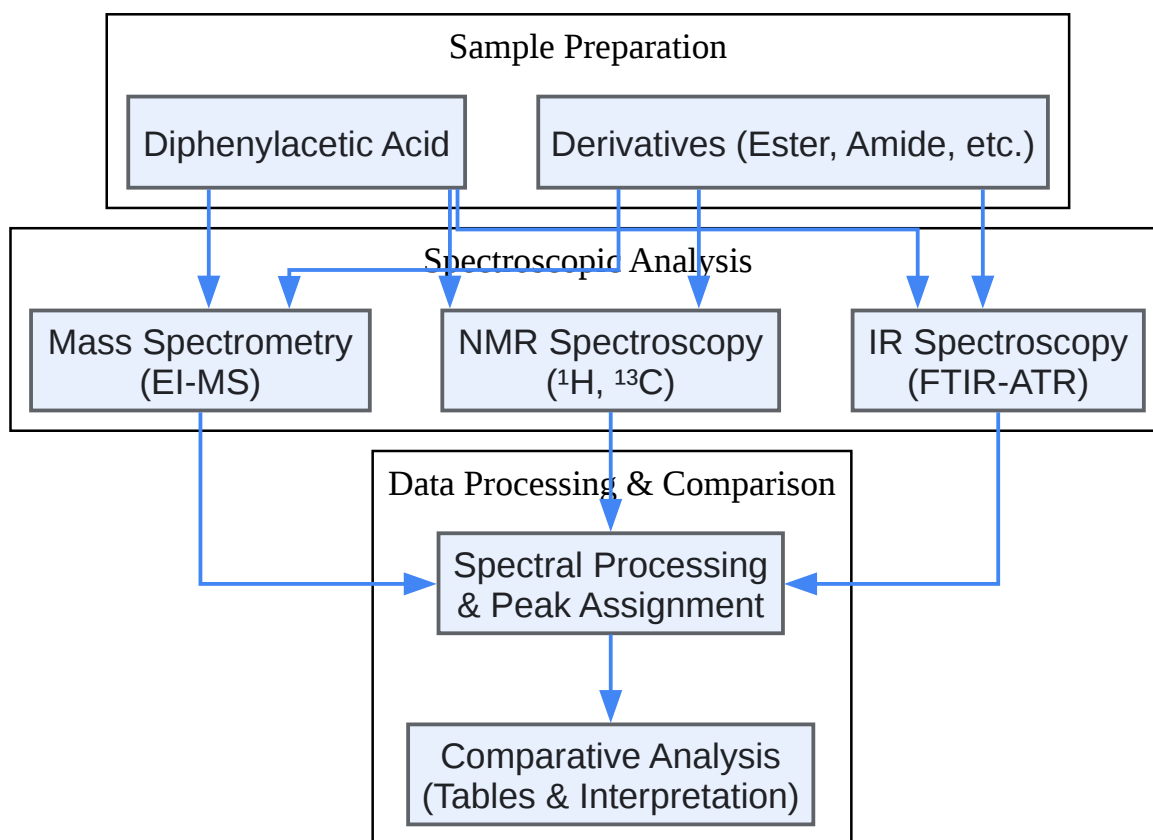 Sample Preparation
Diphenylacetic Acid
Derivatives (Ester, Amide, etc.)
Spectroscopic Analysis
Mass Spectrometry
(EI-MS)
NMR Spectroscopy
(¹H, ¹³C)
IR Spectroscopy
(FTIR-ATR)
Data Processing & Comparison
Spectral Processing
& Peak Assignment
Comparative Analysis
(Tables & Interpretation)